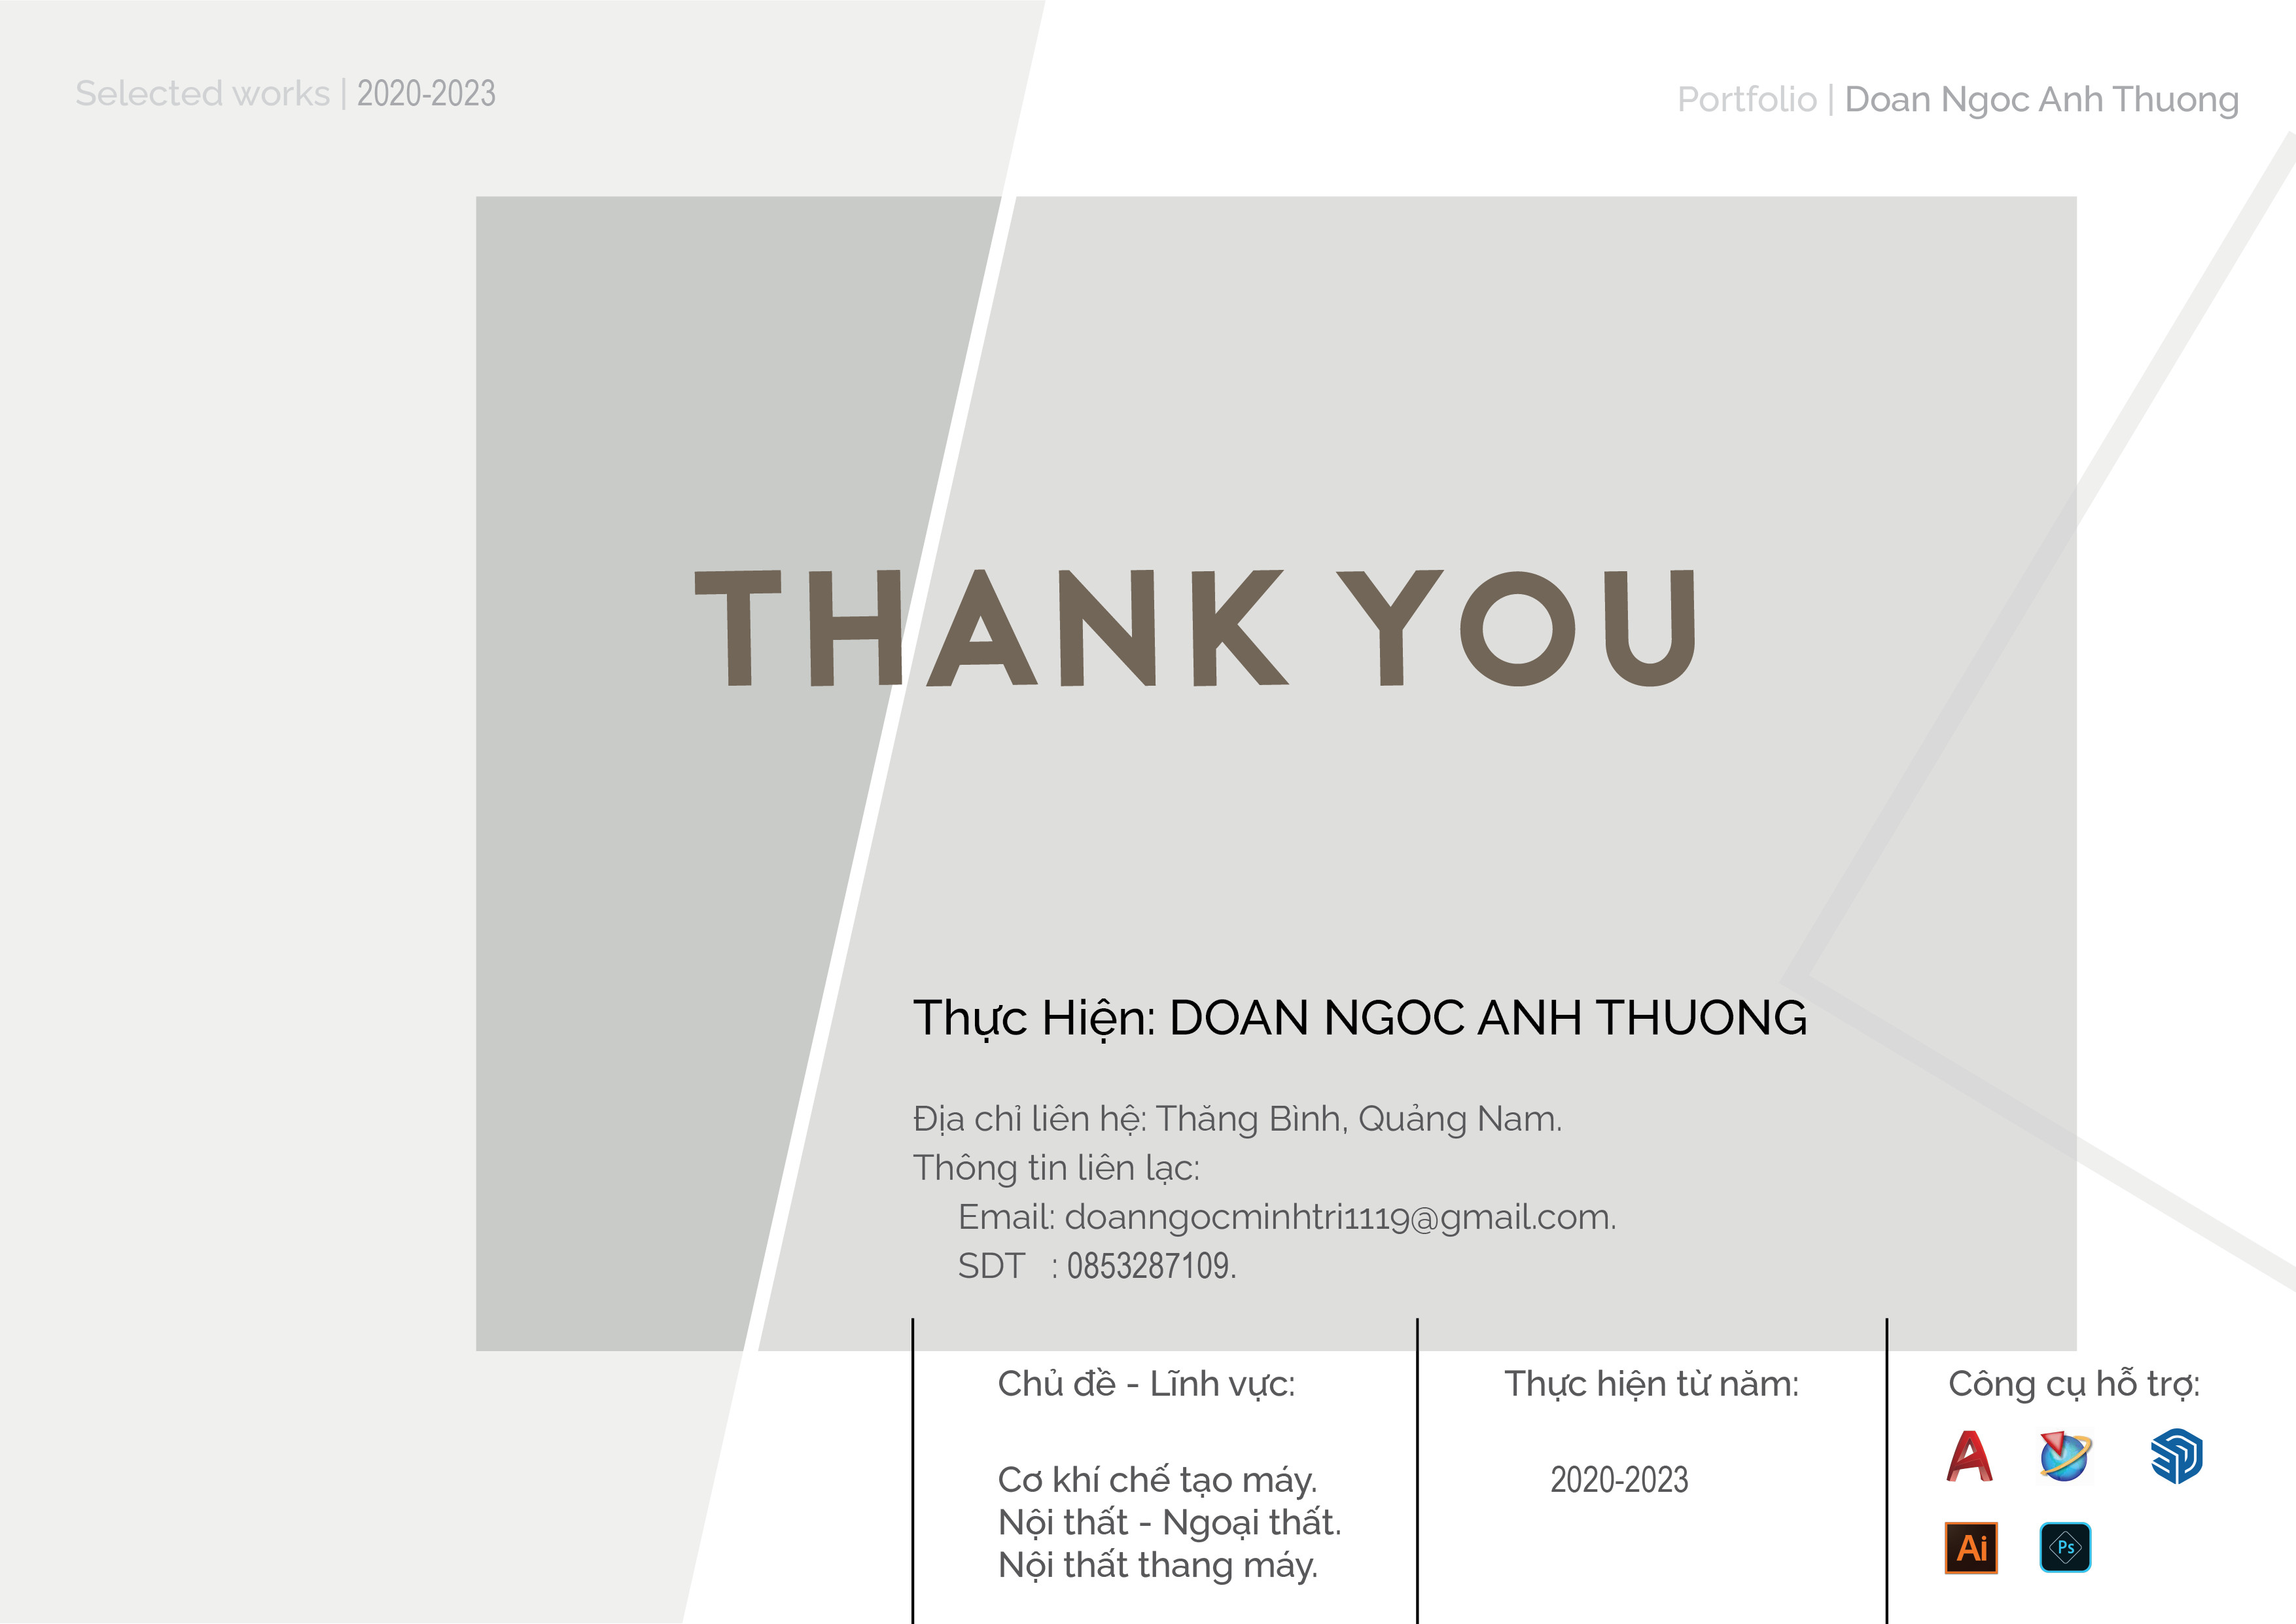 Selected works | 2020-2023
Portfolio | Doan Ngoc Anh Thuong
THANK YOU
Thực Hiện: DOAN NGOC ANH THUONG
Địa chỉ liên hệ: Thăng Bình, Quảng Nam.
Thông tin liên lạc:
Email: doanngocminhtri1119@gmail.com.
SDT : 0853287109.
Chủ đề - Lĩnh vực:
Cơ khí chế tạo máy.
Nội thất - Ngoại thất.
Nội thất thang máy.
Thực hiện từ năm:
2020-2023
Công cụ hỗ trợ:
Ai
Ps